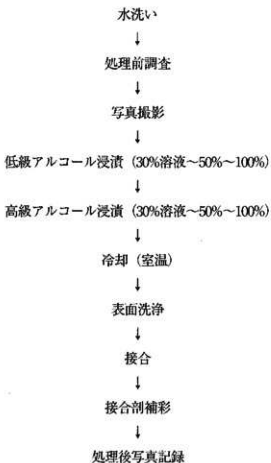 水洗い
↓
処理前調査
↓
写真撮影
↓
低級アルコール浸漬（30%溶液～50%～100%）
↓
高級アルコール浸漬（30%溶液～50%～100%）
↓
冷却（室温）
↓
表面洗浄
↓
接合
↓
接合剤補彩
↓
処理後写真記録